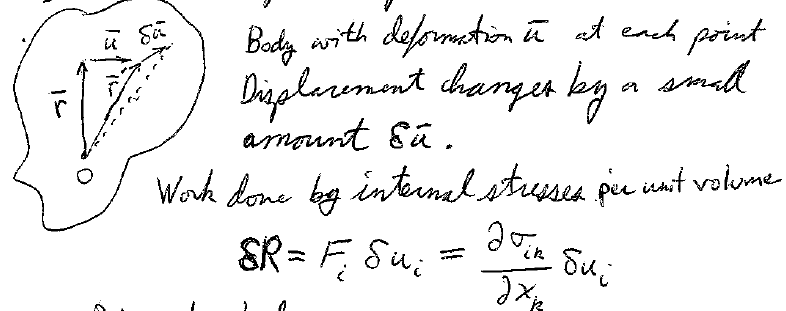 Body with deformation ū at each point
Displacement changes by a small
amount δū.
ū δū
r̄ r̄'
O
Work done by internal stresses per unit volume
δR = F_i δu_i = ∂σ_ik/∂x_k δu_i